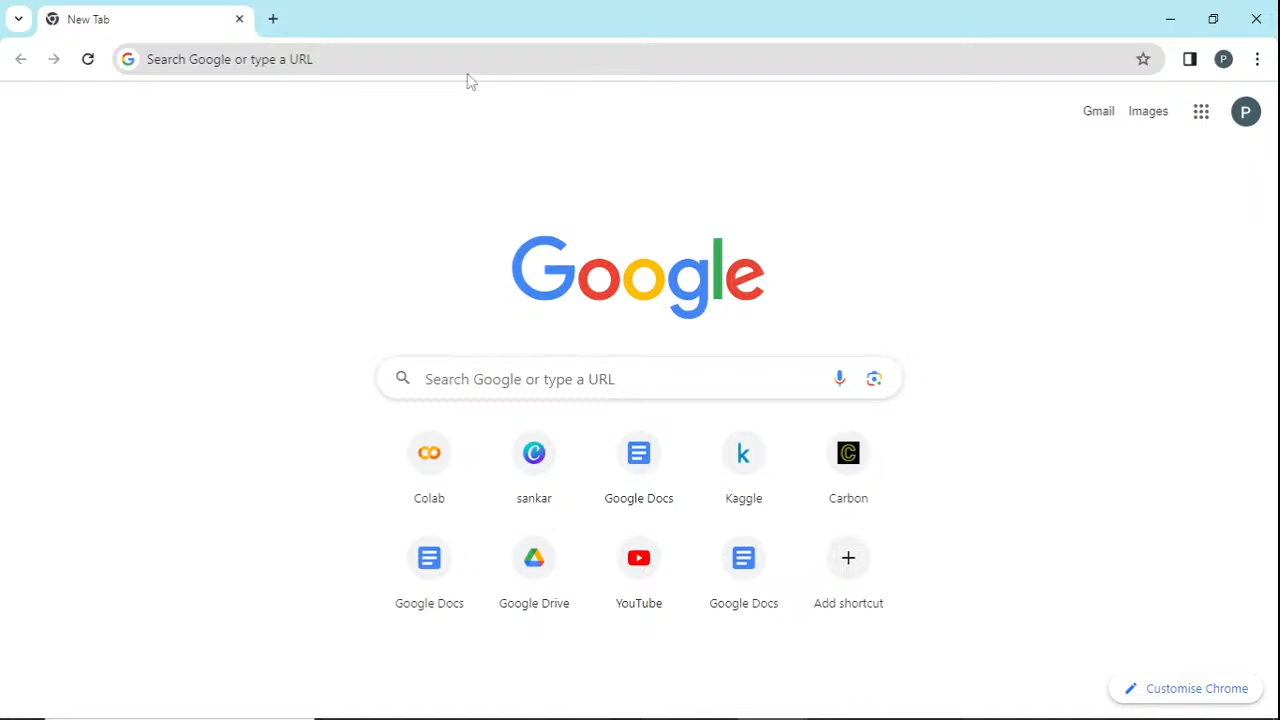 New Tab
Search Google or type a URL
P
Gmail Images
P
Google
Search Google or type a URL
Colab sankar Google Docs Kaggle Carbon
Google Docs Google Drive YouTube Google Docs Add shortcut
Customise Chrome